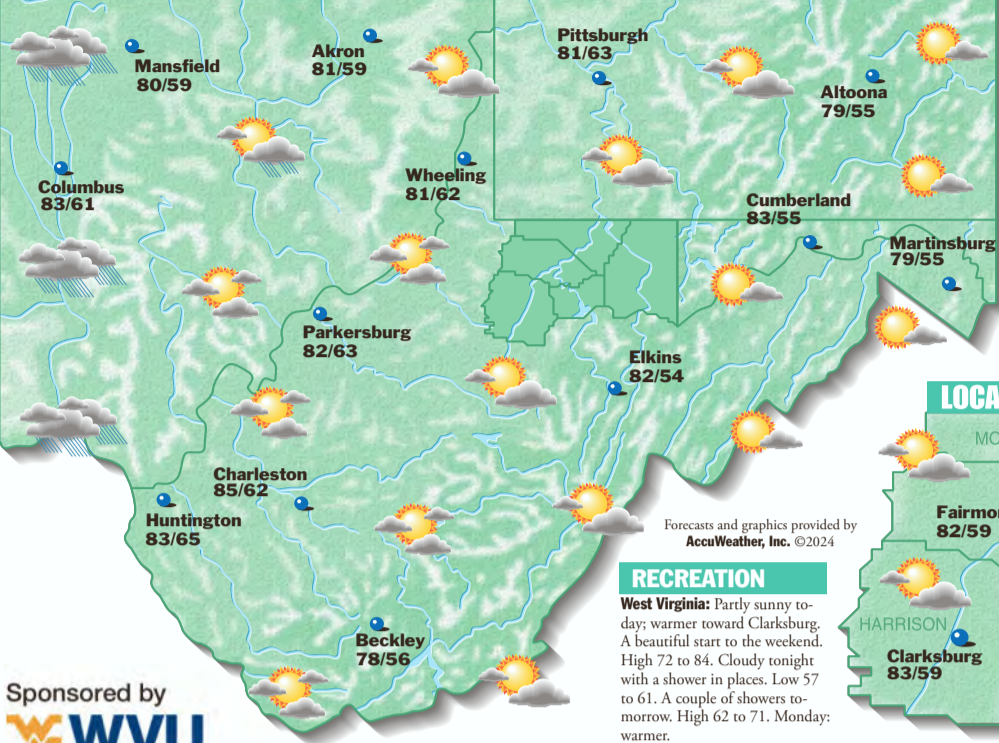 Pittsburgh
81/63
Akron
81/59
Mansfield
80/59
Altoona
79/55
Wheeling
81/62
Columbus
83/61
Cumberland
83/55
Martinsburg
79/55
Parkersburg
82/63
Elkins
82/54
LOCA
MO
Charleston
85/62
Huntington
83/65
Fairmo
82/59
Forecasts and graphics provided by
AccuWeather, Inc. ©2024
RECREATION
West Virginia: Partly sunny to-
day; warmer toward Clarksburg.
A beautiful start to the weekend.
High 72 to 84. Cloudy tonight
with a shower in places. Low 57
to 61. A couple of showers to-
morrow. High 62 to 71. Monday:
warmer.
HARRISON
Clarksburg
83/59
Beckley
78/56
Sponsored by
WVU